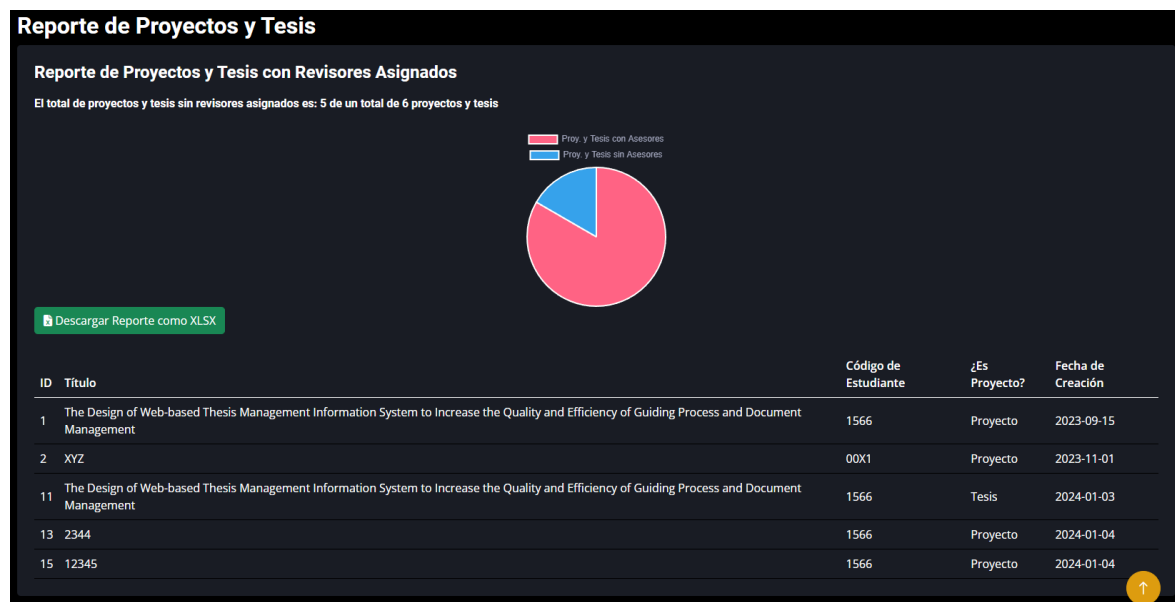 Reporte de Proyectos y Tesis
Reporte de Proyectos y Tesis con Revisores Asignados
El total de proyectos y tesis sin revisores asignados es: 5 de un total de 6 proyectos y tesis
Proy. y Tesis con Asesores
Proy. y Tesis sin Asesores
Descargar Reporte como XLSX
ID Título Código de Estudiante ¿Es Proyecto? Fecha de Creación
1 The Design of Web-based Thesis Management Information System to Increase the Quality and Efficiency of Guiding Process and Document Management 1566 Proyecto 2023-09-15
2 XYZ 00X1 Proyecto 2023-11-01
11 The Design of Web-based Thesis Management Information System to Increase the Quality and Efficiency of Guiding Process and Document Management 1566 Tesis 2024-01-03
13 2344 1566 Proyecto 2024-01-04
15 12345 1566 Proyecto 2024-01-04